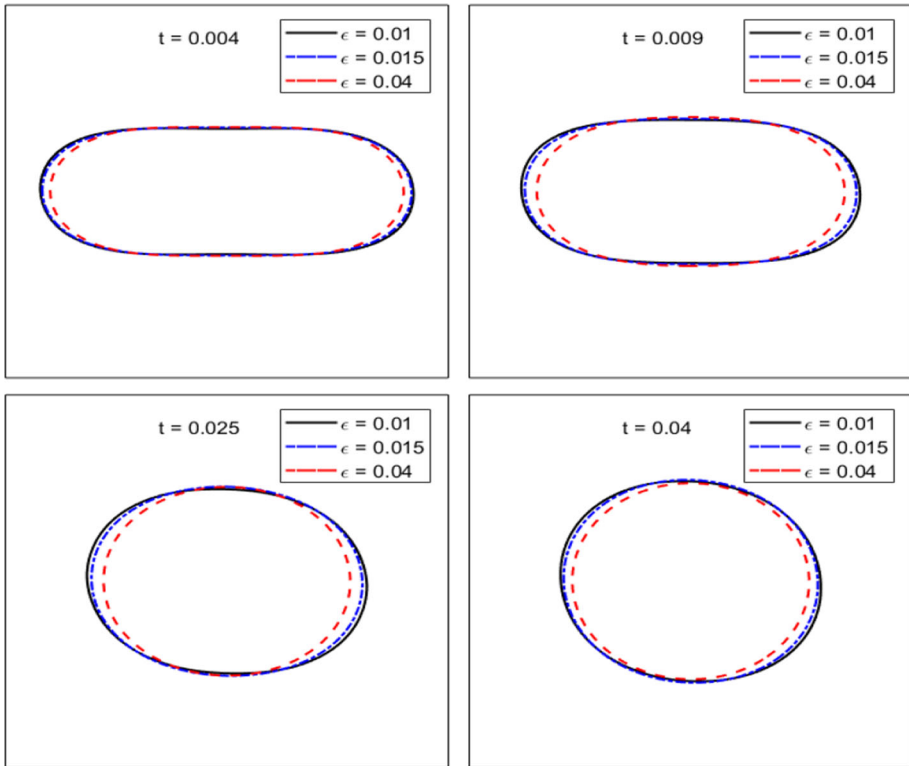 t = 0.004
ϵ = 0.01
ϵ = 0.015
ϵ = 0.04
t = 0.009
ϵ = 0.01
ϵ = 0.015
ϵ = 0.04
t = 0.025
ϵ = 0.01
ϵ = 0.015
ϵ = 0.04
t = 0.04
ϵ = 0.01
ϵ = 0.015
ϵ = 0.04